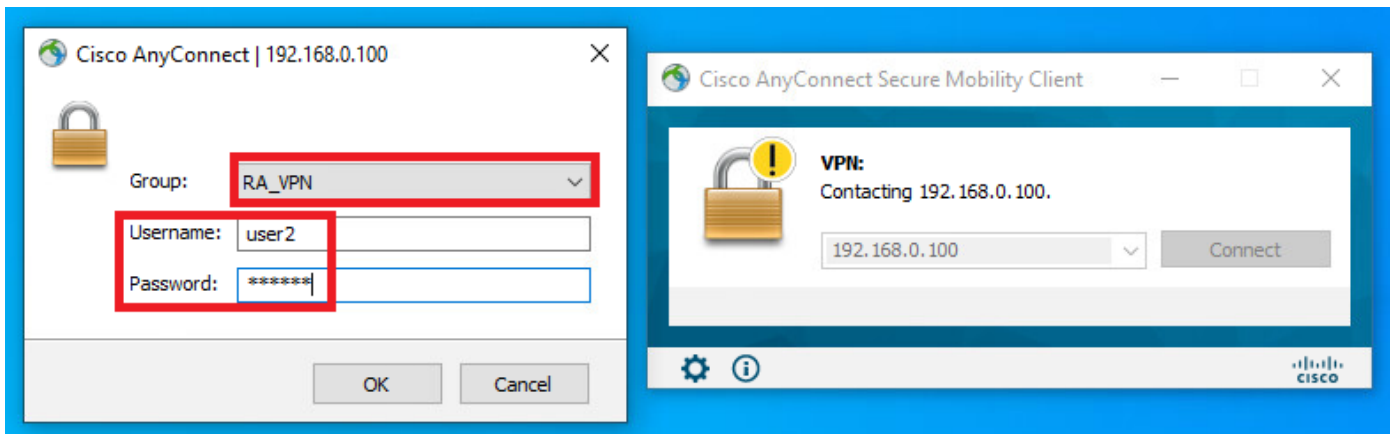 Cisco AnyConnect | 192.168.0.100
Group: RA_VPN
Username: user2
Password: ******
OK Cancel
Cisco AnyConnect Secure Mobility Client
VPN:
Contacting 192.168.0.100.
192.168.0.100 Connect
CISCO